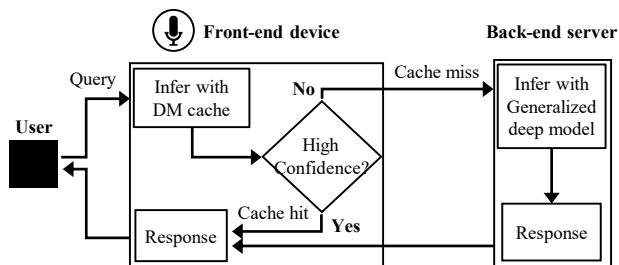 Front-end device
Back-end server
Query
Infer with
DM cache
No
Cache miss
Infer with
Generalized
deep model
User
High
Confidence?
Cache hit
Yes
Response
Response